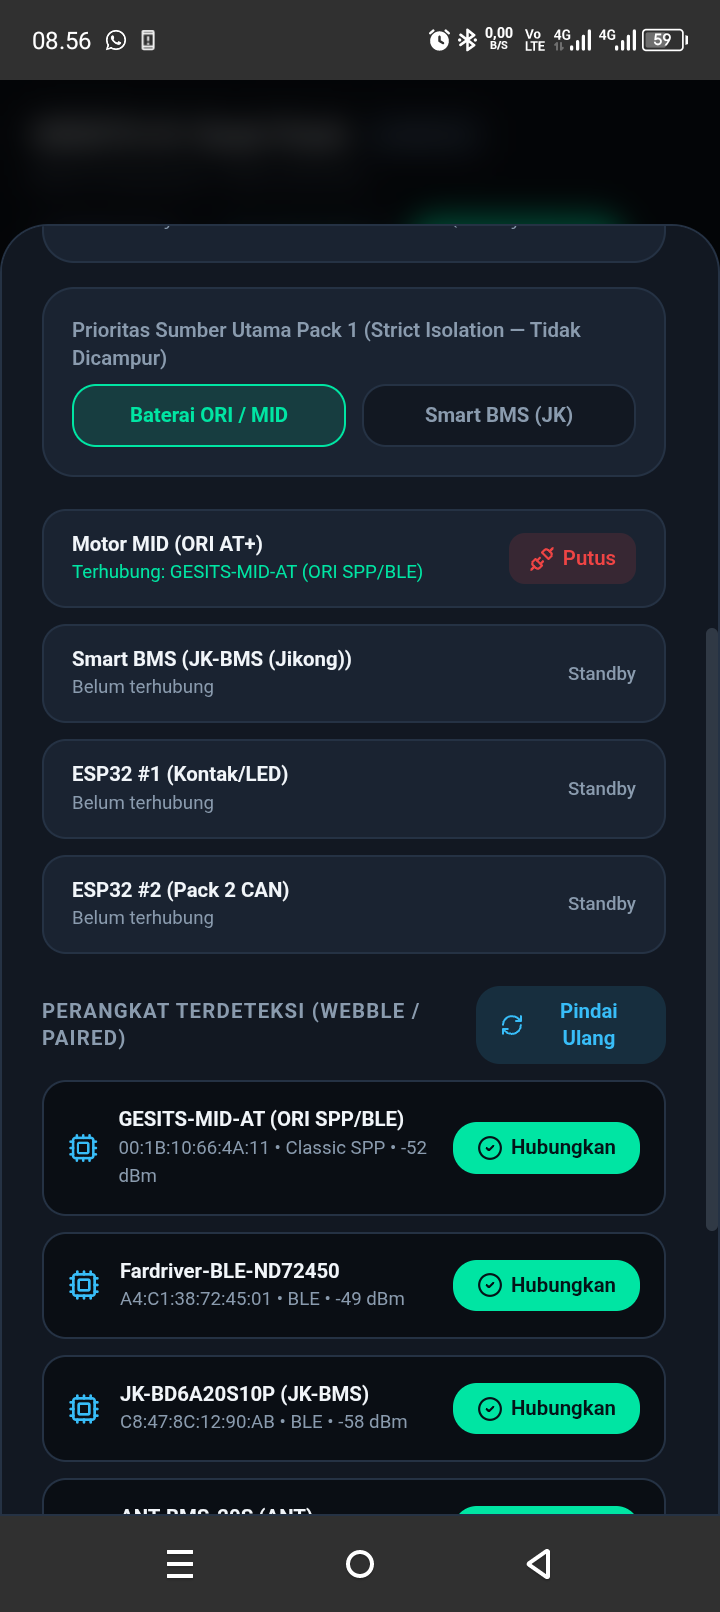 08.56
0,00
B/S
Vo
LTE
4G
4G
59
Prioritas Sumber Utama Pack 1 (Strict Isolation — Tidak
Dicampur)
Baterai ORI / MID
Smart BMS (JK)
Motor MID (ORI AT+)
Terhubung: GESITS-MID-AT (ORI SPP/BLE)
Putus
Smart BMS (JK-BMS (Jikong))
Belum terhubung
Standby
ESP32 #1 (Kontak/LED)
Belum terhubung
Standby
ESP32 #2 (Pack 2 CAN)
Belum terhubung
Standby
PERANGKAT TERDETEKSI (WEBBLE /
PAIRED)
Pindai
Ulang
GESITS-MID-AT (ORI SPP/BLE)
00:1B:10:66:4A:11 • Classic SPP • -52
dBm
Hubungkan
Fardriver-BLE-ND72450
A4:C1:38:72:45:01 • BLE • -49 dBm
Hubungkan
JK-BD6A20S10P (JK-BMS)
C8:47:8C:12:90:AB • BLE • -58 dBm
Hubungkan
ANT-BMS-20S (ANT)